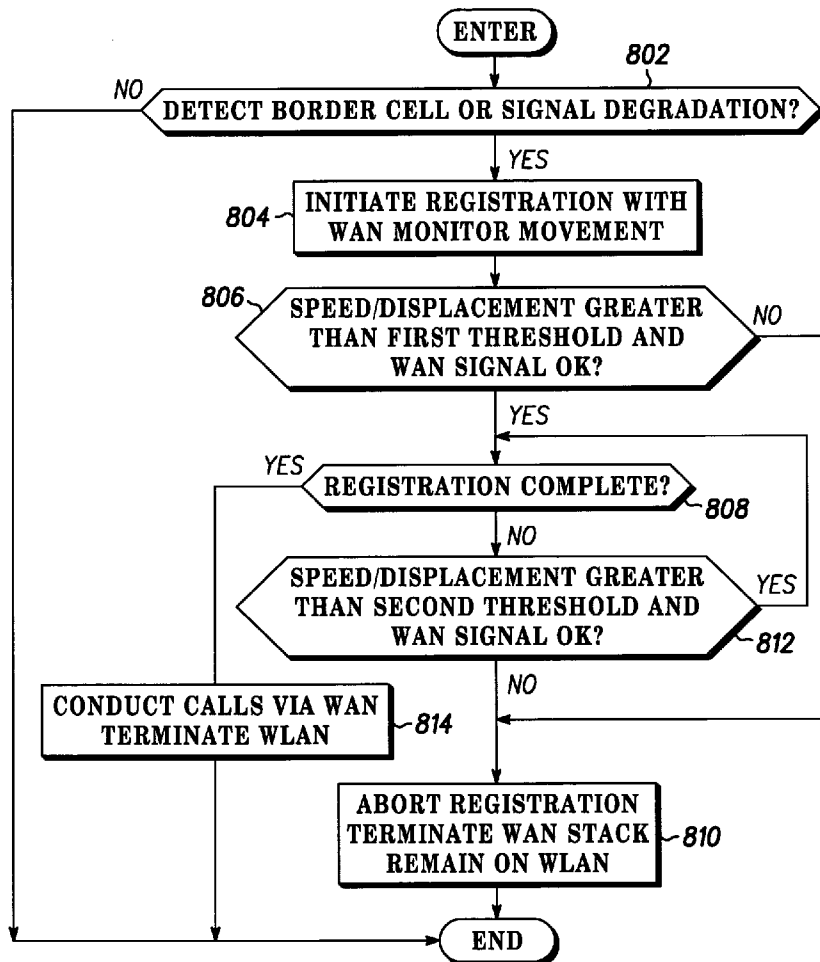 ENTER
802
NO
DETECT BORDER CELL OR SIGNAL DEGRADATION?
YES
804
INITIATE REGISTRATION WITH
WAN MONITOR MOVEMENT
806
SPEED/DISPLACEMENT GREATER
THAN FIRST THRESHOLD AND
WAN SIGNAL OK?
NO
YES
YES
REGISTRATION COMPLETE?
808
NO
SPEED/DISPLACEMENT GREATER
THAN SECOND THRESHOLD AND
WAN SIGNAL OK?
YES
812
NO
CONDUCT CALLS VIA WAN
TERMINATE WLAN
814
ABORT REGISTRATION
TERMINATE WAN STACK
REMAIN ON WLAN
810
END